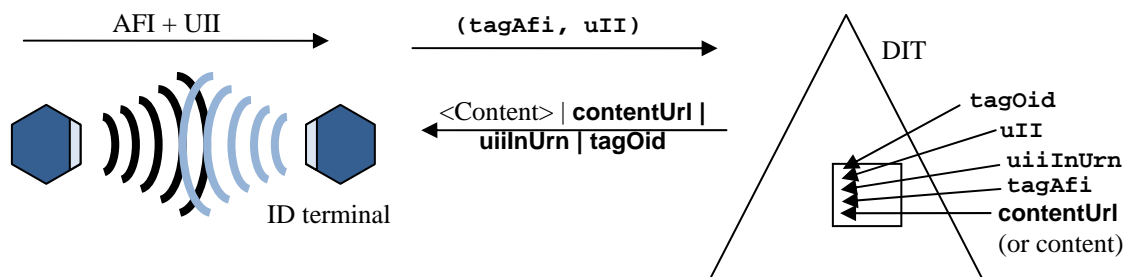 AFI + UII
(tagAfi, uII)
DIT
<Content> | contentUrl |
uiiInUrn | tagOid
ID terminal
tagOid
uII
uiiInUrn
tagAfi
contentUrl
(or content)